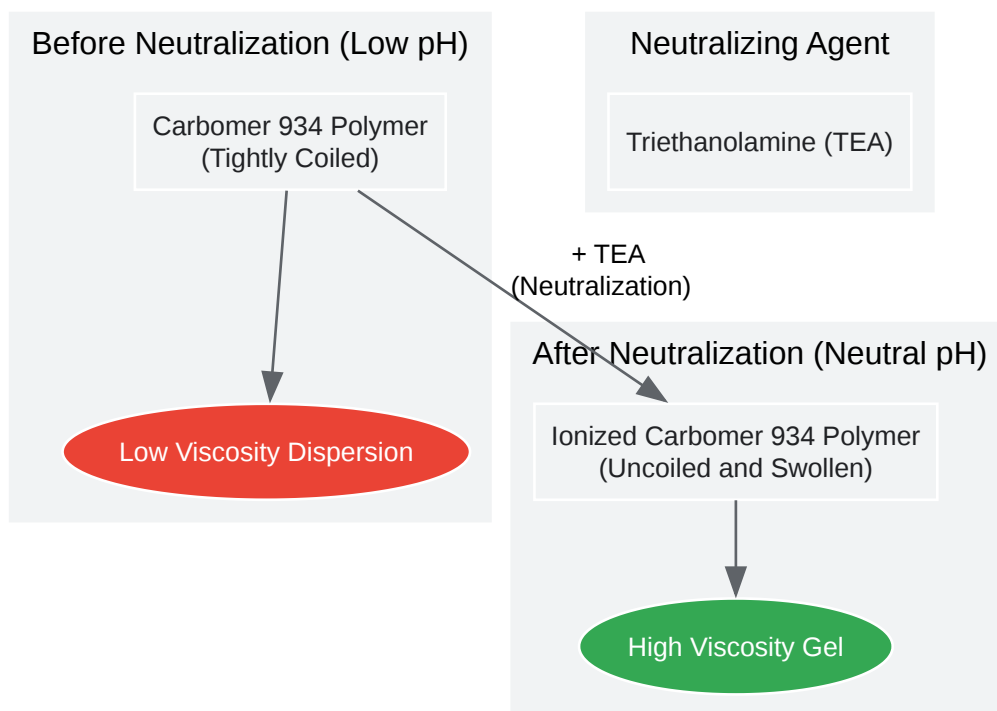 Before Neutralization (Low pH)
Carbomer 934 Polymer
(Tightly Coiled)
Low Viscosity Dispersion
Neutralizing Agent
Triethanolamine (TEA)
+ TEA
(Neutralization)
After Neutralization (Neutral pH)
Ionized Carbomer 934 Polymer
(Uncoiled and Swollen)
High Viscosity Gel